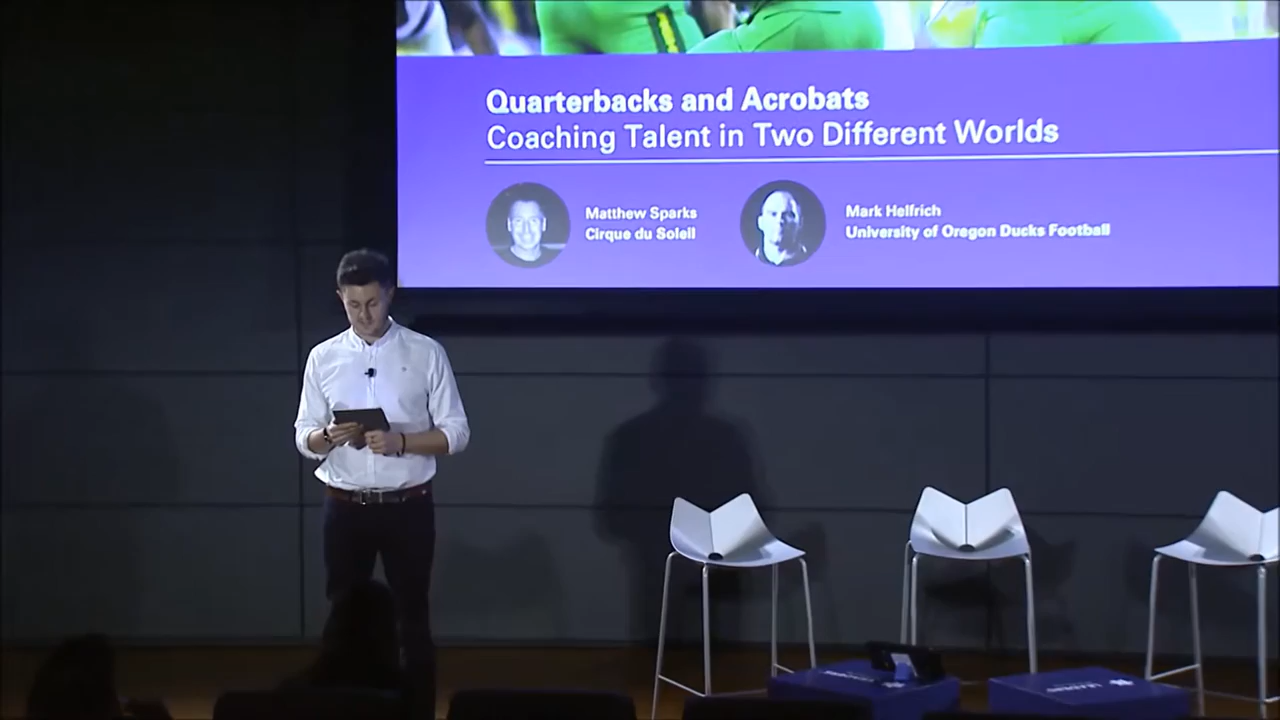 Quarterbacks and Acrobats
Coaching Talent in Two Different Worlds
Matthew Sparks
Cirque du Soleil
Mark Helfrich
University of Oregon Ducks Football